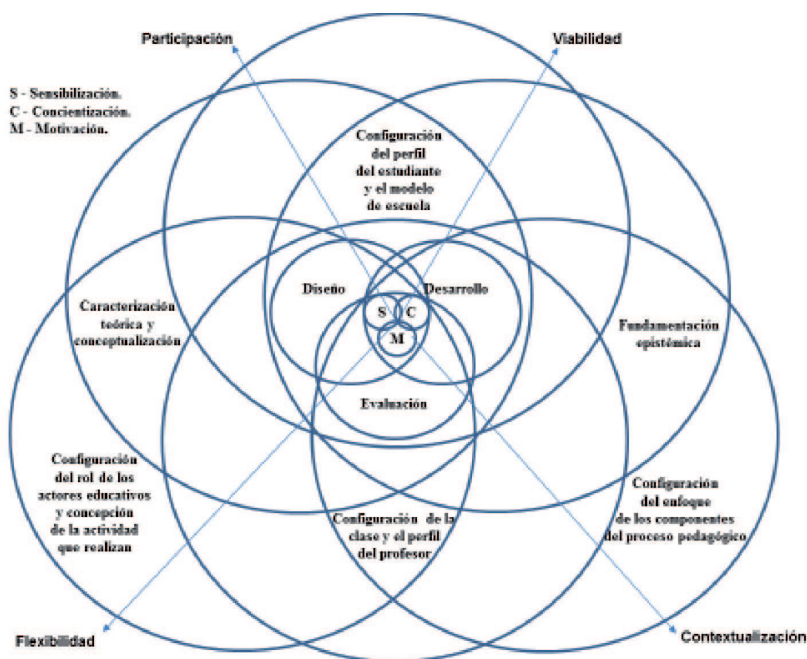 Participación
Viabilidad
S - Sensibilización.
C - Concientización.
M - Motivación.
Configuración
del perfil
del estudiante
y el modelo
de escuela
Diseño
Desarrollo
S
C
M
Caracterización
teórica y
conceptualización
Fundamentación
epistémica
Evaluación
Configuración
del rol de los
actores educativos
y concepción
de la actividad
que realizan
Configuración de la
clase y el perfil
del profesor
Configuración
del enfoque
de los componentes
del proceso pedagógico
Flexibilidad
Contextualización